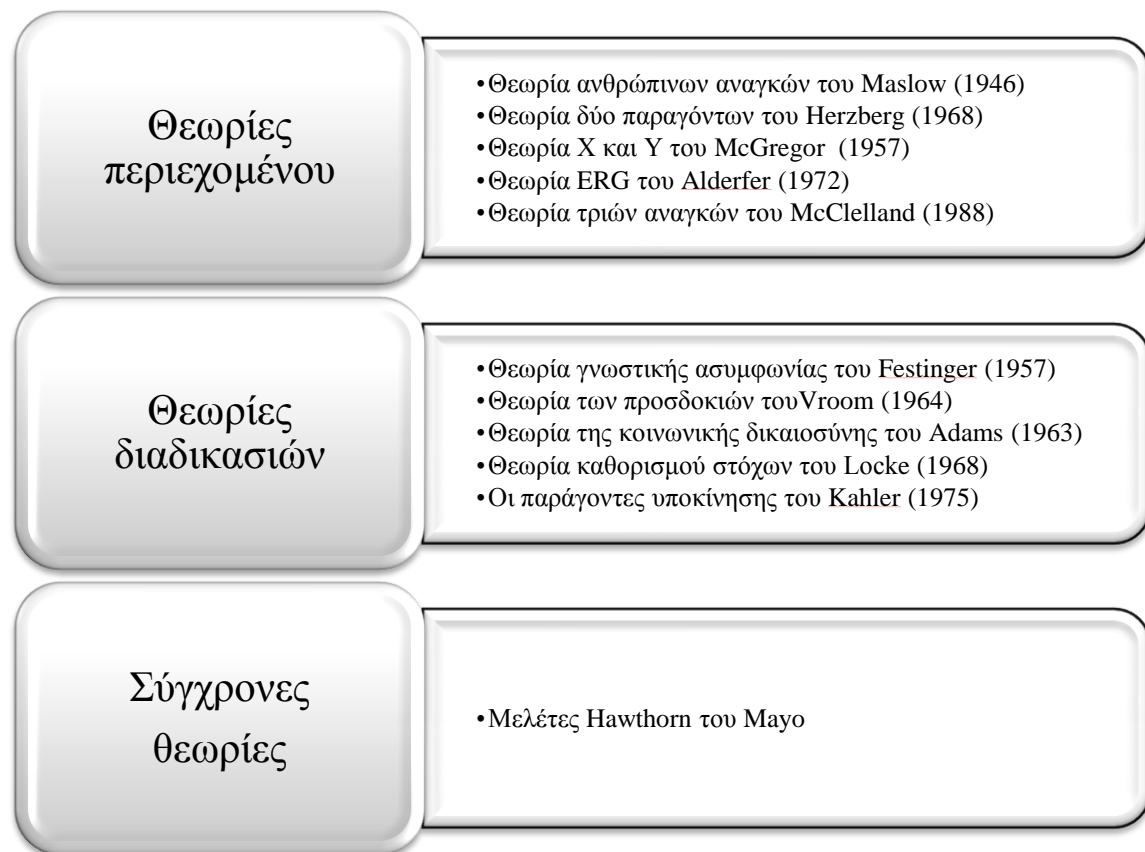 Θεωρίες
περιεχομένου
•Θεωρία ανθρώπινων αναγκών του Maslow (1946)
•Θεωρία δύο παραγόντων του Herzberg (1968)
•Θεωρία Χ και Υ του McGregor (1957)
•Θεωρία ERG του Alderfer (1972)
•Θεωρία τριών αναγκών του McClelland (1988)
Θεωρίες
διαδικασιών
•Θεωρία γνωστικής ασυμφωνίας του Festinger (1957)
•Θεωρία των προσδοκιών τουVroom (1964)
•Θεωρία της κοινωνικής δικαιοσύνης του Adams (1963)
•Θεωρία καθορισμού στόχων του Locke (1968)
•Οι παράγοντες υποκίνησης του Kahler (1975)
Σύγχρονες
θεωρίες
•Μελέτες Hawthorn του Mayo